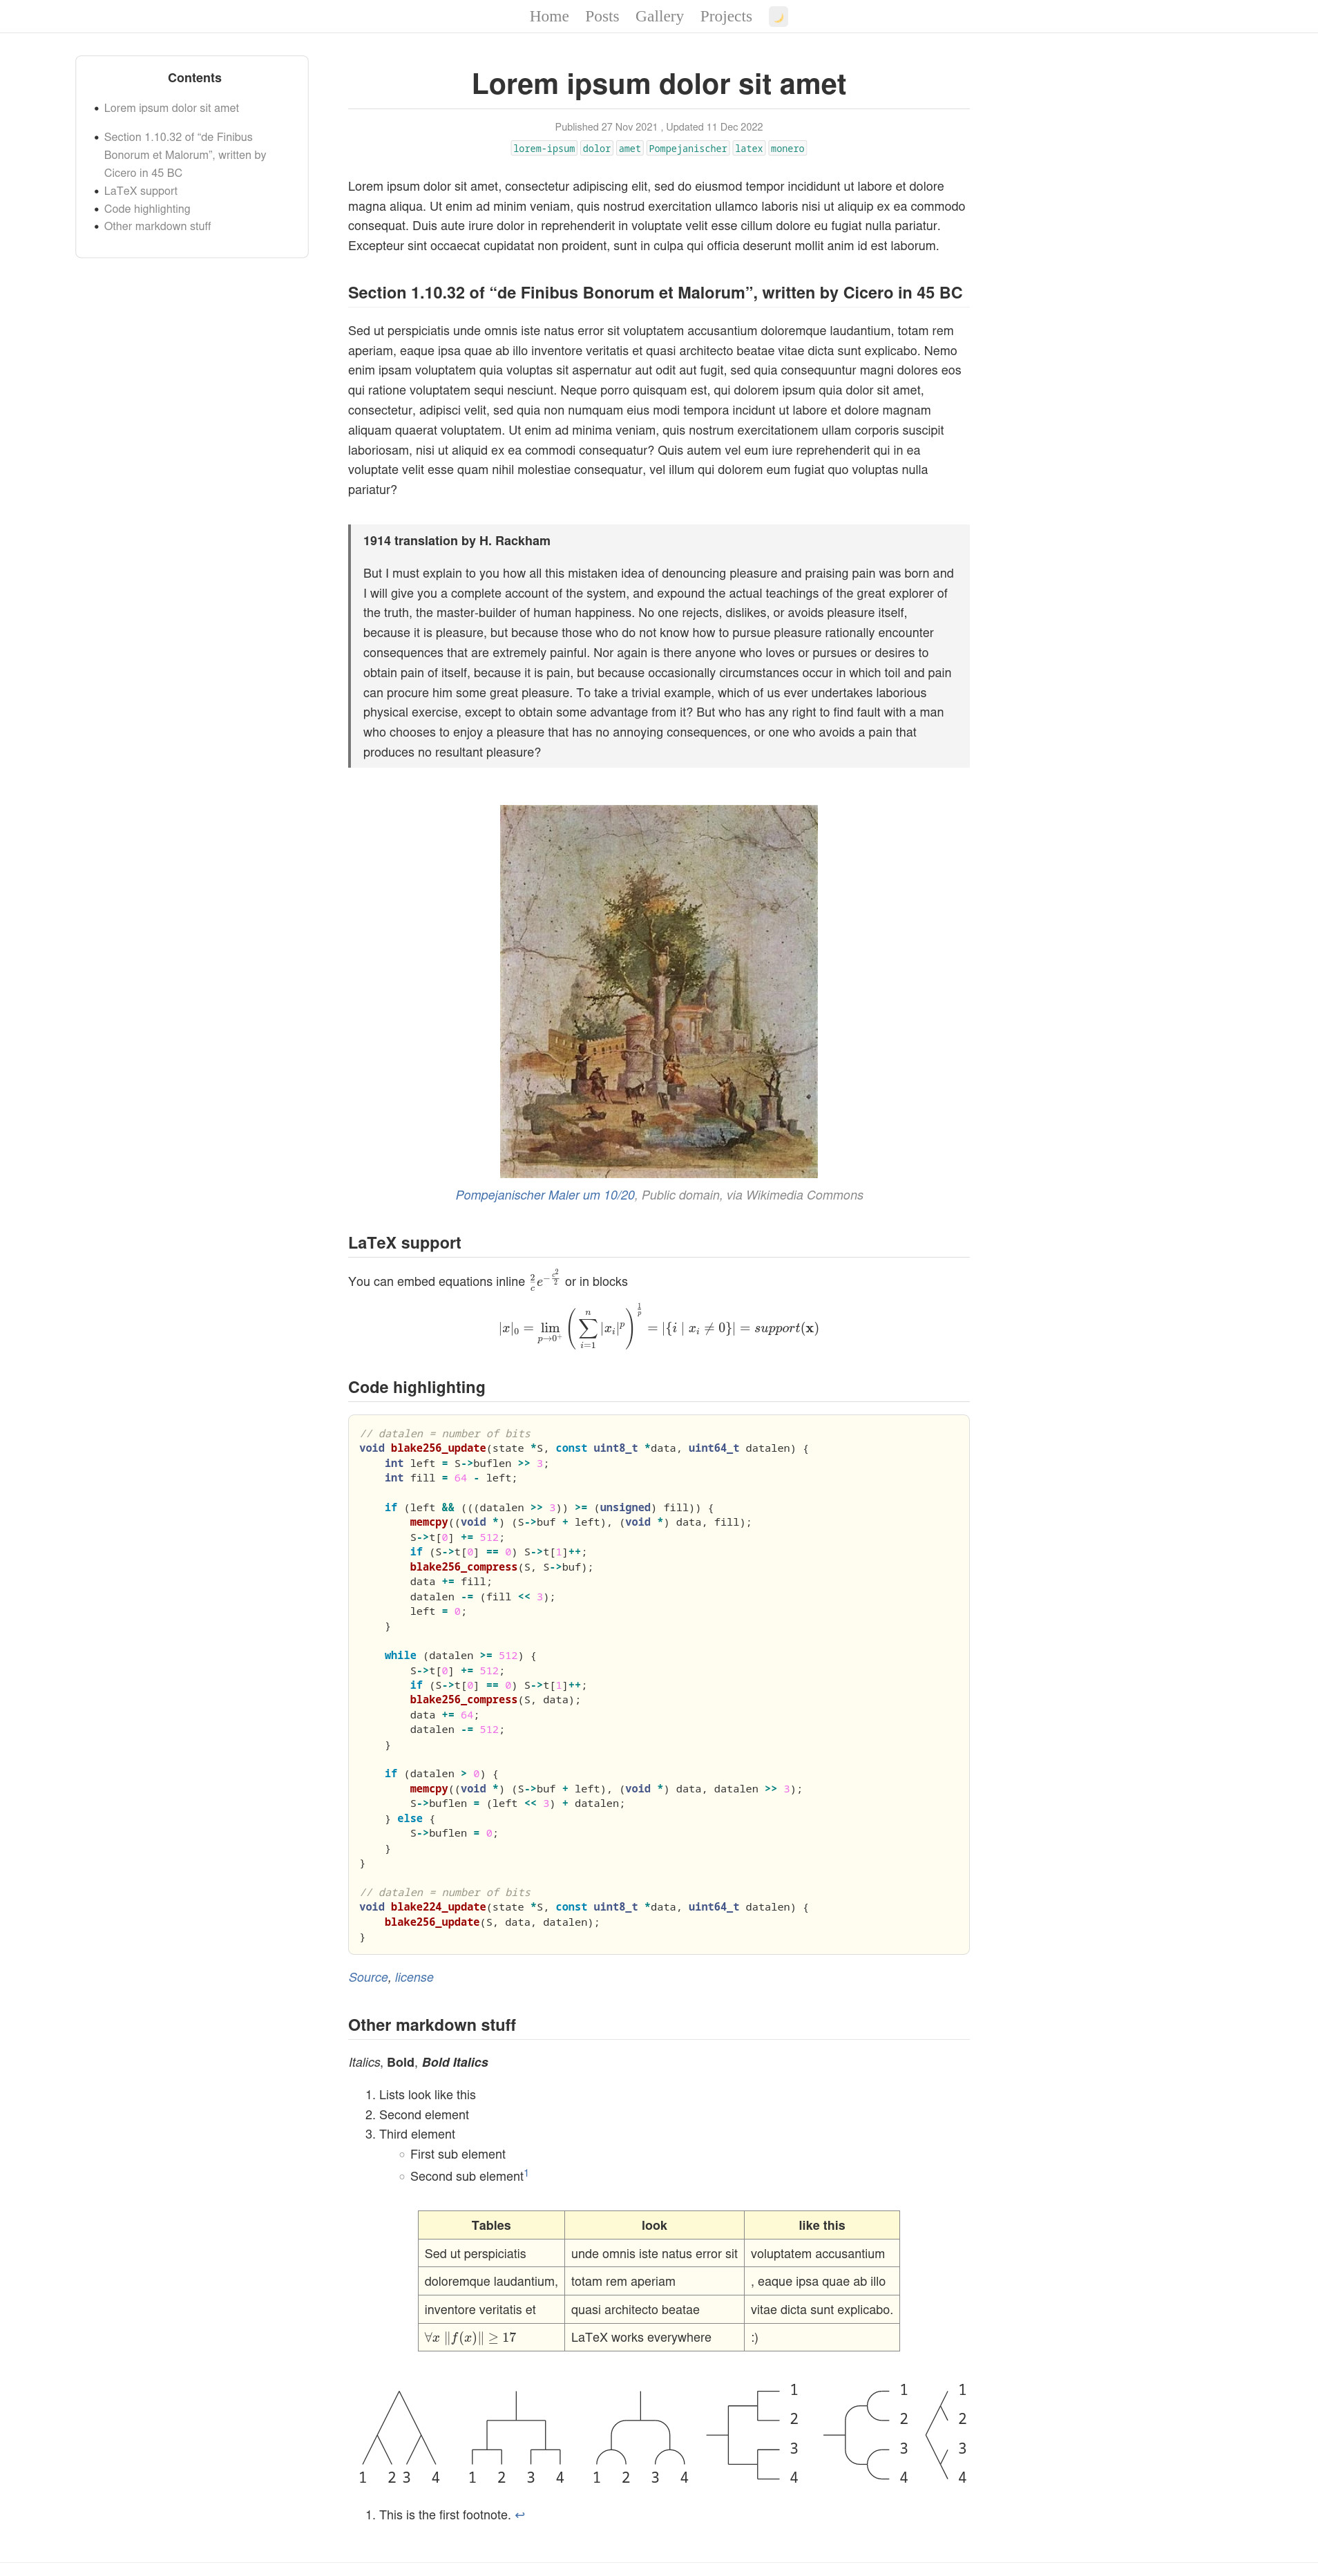 Home Posts Gallery Projects
Contents
Lorem ipsum dolor sit amet
Section 1.10.32 of “de Finibus
Bonorum et Malorum”, written by
Cicero in 45 BC
LaTeX support
Code highlighting
Other markdown stuff
Lorem ipsum dolor sit amet
Published 27 Nov 2021 , Updated 11 Dec 2022
lorem-ipsum dolor amet Pompejanischer latex monero
Lorem ipsum dolor sit amet, consectetur adipiscing elit, sed do eiusmod tempor incididunt ut labore et dolore
magna aliqua. Ut enim ad minim veniam, quis nostrud exercitation ullamco laboris nisi ut aliquip ex ea commodo
consequat. Duis aute irure dolor in reprehenderit in voluptate velit esse cillum dolore eu fugiat nulla pariatur.
Excepteur sint occaecat cupidatat non proident, sunt in culpa qui officia deserunt mollit anim id est laborum.
Section 1.10.32 of “de Finibus Bonorum et Malorum”, written by Cicero in 45 BC
Sed ut perspiciatis unde omnis iste natus error sit voluptatem accusantium doloremque laudantium, totam rem
aperiam, eaque ipsa quae ab illo inventore veritatis et quasi architecto beatae vitae dicta sunt explicabo. Nemo
enim ipsam voluptatem quia voluptas sit aspernatur aut odit aut fugit, sed quia consequuntur magni dolores eos
qui ratione voluptatem sequi nesciunt. Neque porro quisquam est, qui dolorem ipsum quia dolor sit amet,
consectetur, adipisci velit, sed quia non numquam eius modi tempora incidunt ut labore et dolore magnam
aliquam quaerat voluptatem. Ut enim ad minima veniam, quis nostrum exercitationem ullam corporis suscipit
laboriosam, nisi ut aliquid ex ea commodi consequatur? Quis autem vel eum iure reprehenderit qui in ea
voluptate velit esse quam nihil molestiae consequatur, vel illum qui dolorem eum fugiat quo voluptas nulla
pariatur?
1914 translation by H. Rackham
But I must explain to you how all this mistaken idea of denouncing pleasure and praising pain was born and
I will give you a complete account of the system, and expound the actual teachings of the great explorer of
the truth, the master-builder of human happiness. No one rejects, dislikes, or avoids pleasure itself,
because it is pleasure, but because those who do not know how to pursue pleasure rationally encounter
consequences that are extremely painful. Nor again is there anyone who loves or pursues or desires to
obtain pain of itself, because it is pain, but because occasionally circumstances occur in which toil and pain
can procure him some great pleasure. To take a trivial example, which of us ever undertakes laborious
physical exercise, except to obtain some advantage from it? But who has any right to find fault with a man
who chooses to enjoy a pleasure that has no annoying consequences, or one who avoids a pain that
produces no resultant pleasure?
Pompejanischer Maler um 10/20, Public domain, via Wikimedia Commons
LaTeX support
You can embed equations inline \frac{2}{c}e^{-\frac{c^2}{2}} or in blocks
|x|_0 = \lim_{p→0^+} (\sum_{i=1}^{n} |x_i|^p)^{\frac{1}{p}} = |{i | x_i ≠ 0}| = support(x)
Code highlighting
// datalen = number of bits
void blake256_update(state *S, const uint8_t *data, uint64_t datalen) {
    int left = S->buflen >> 3;
    int fill = 64 - left;

    if (left && (((datalen >> 3)) >= (unsigned) fill)) {
        memcpy((void *) (S->buf + left), (void *) data, fill);
        S->t[0] += 512;
        if (S->t[0] == 0) S->t[1]++;
        blake256_compress(S, S->buf);
        data += fill;
        datalen -= (fill << 3);
        left = 0;
    }

    while (datalen >= 512) {
        S->t[0] += 512;
        if (S->t[0] == 0) S->t[1]++;
        blake256_compress(S, data);
        data += 64;
        datalen -= 512;
    }

    if (datalen > 0) {
        memcpy((void *) (S->buf + left), (void *) data, datalen >> 3);
        S->buflen = (left << 3) + datalen;
    } else {
        S->buflen = 0;
    }
}

// datalen = number of bits
void blake224_update(state *S, const uint8_t *data, uint64_t datalen) {
    blake256_update(S, data, datalen);
}
Source, license
Other markdown stuff
Italics, Bold, Bold Italics
1. Lists look like this
2. Second element
3. Third element
First sub element
Second sub element1
Tables look like this
Sed ut perspiciatis unde omnis iste natus error sit voluptatem accusantium
doloremque laudantium, totam rem aperiam , eaque ipsa quae ab illo
inventore veritatis et quasi architecto beatae vitae dicta sunt explicabo.
∀x ‖f(x)‖ ≥ 17 LaTeX works everywhere :)
1 2 3 4
1 2 3 4
1 2 3 4
1
2
3
4
1
2
3
4
1
2
3
4
1. This is the first footnote. ↩